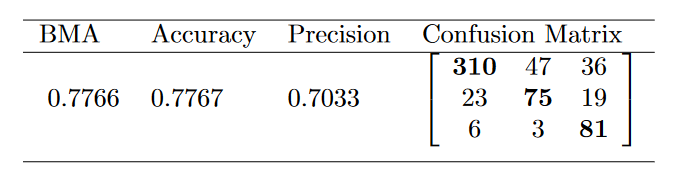 BMA Accuracy Precision Confusion Matrix
310 47 36
0.7766 0.7767 0.7033 23 75 19
6 3 81